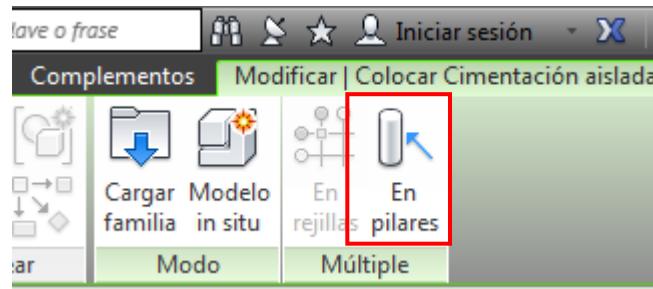 lave o frase
Iniciar sesión
Complementos
Modificar | Colocar Cimentación aislada
Cargar familia
Modelo in situ
En rejillas
En pilares
ar
Modo
Múltiple